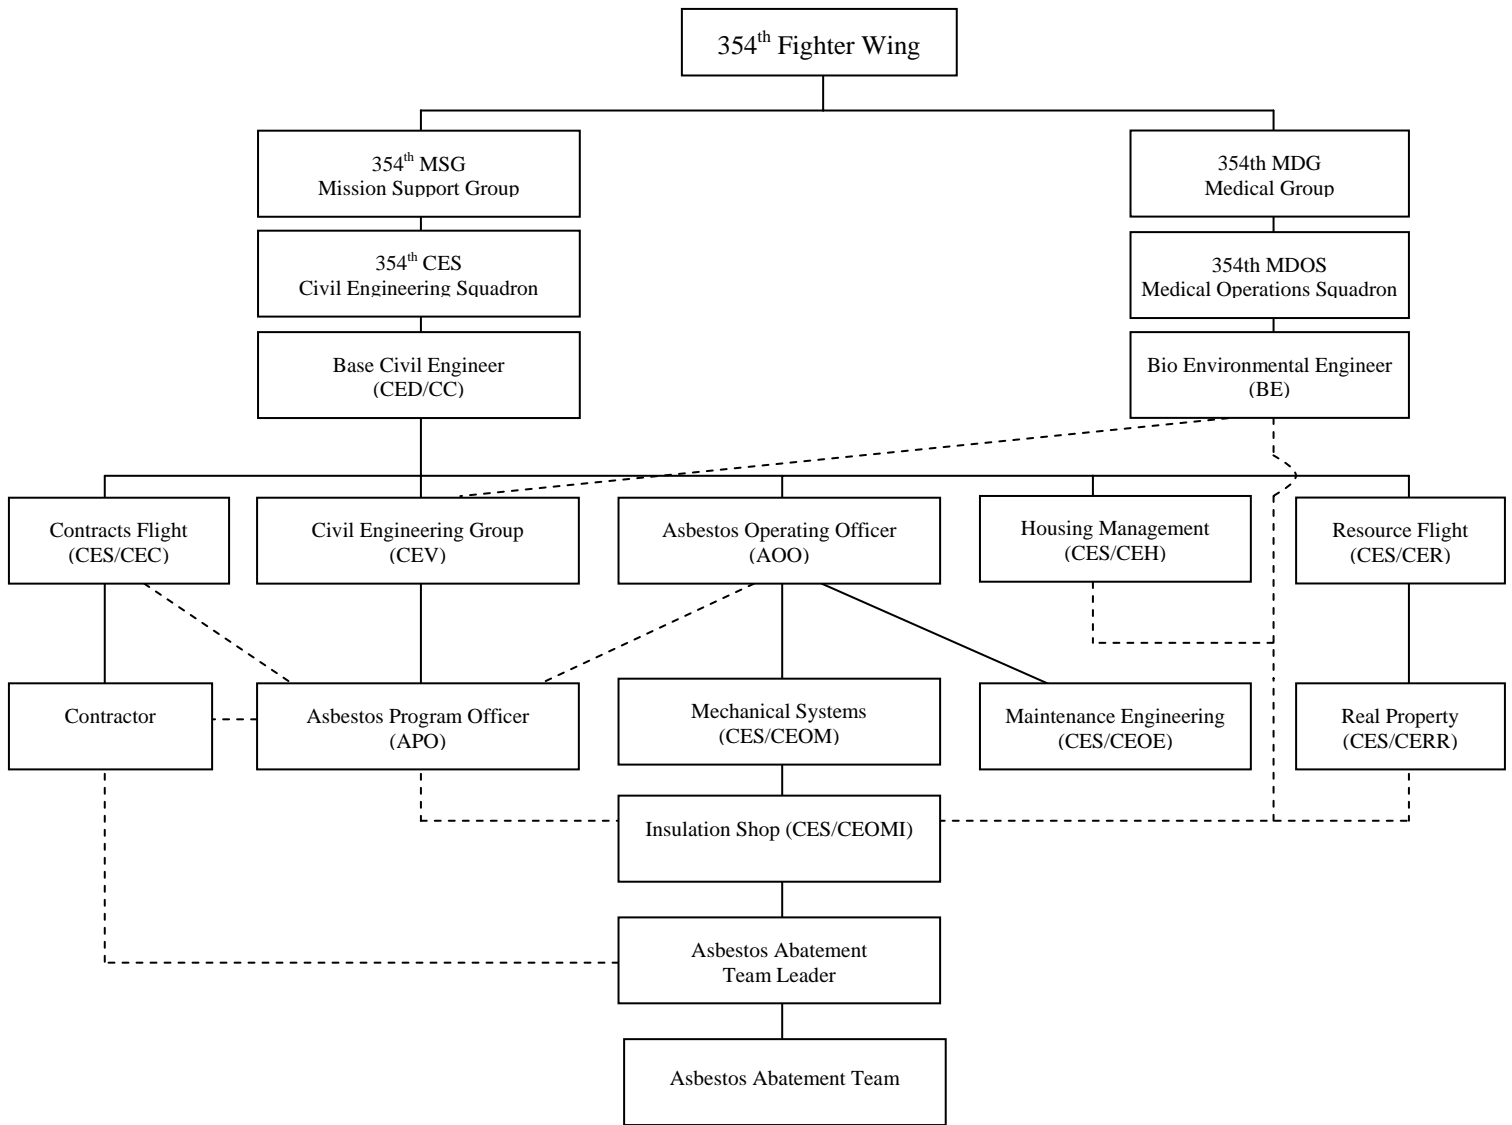 354th Fighter Wing
354th MSG
Mission Support Group
354th MDG
Medical Group
354th CES
Civil Engineering Squadron
354th MDOS
Medical Operations Squadron
Base Civil Engineer
(CED/CC)
Bio Environmental Engineer
(BE)
Contracts Flight
(CES/CEC)
Civil Engineering Group
(CEV)
Asbestos Operating Officer
(AOO)
Housing Management
(CES/CEH)
Resource Flight
(CES/CER)
Contractor
Asbestos Program Officer
(APO)
Mechanical Systems
(CES/CEOM)
Maintenance Engineering
(CES/CEOE)
Real Property
(CES/CERR)
Insulation Shop (CES/CEOMI)
Asbestos Abatement
Team Leader
Asbestos Abatement Team